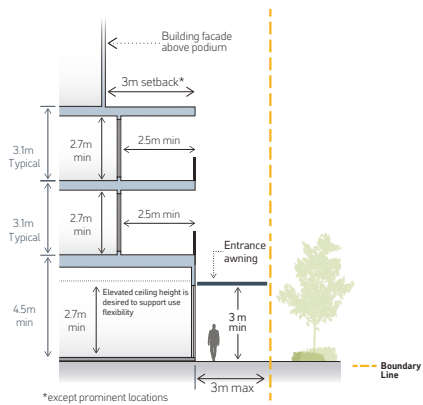 Building facade
above podium
3m setback*
3.1m
Typical
2.7m
min
2.5m min
3.1m
Typical
2.7m
min
2.5m min
Entrance
awning
4.5m
min
Elevated ceiling height is
desired to support use
flexibility
2.7m
min
3 m
min
3m max
Boundary
Line
*except prominent locations